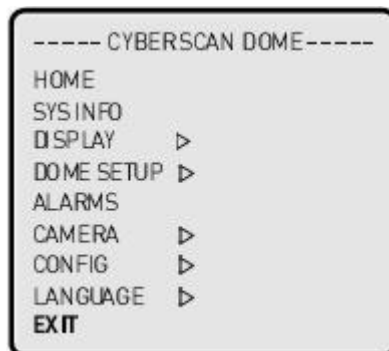 ----- CYBERSCAN DOME-----
HOME
SYS INFO
DISPLAY ▷
DOME SETUP ▷
ALARMS
CAMERA ▷
CONFIG ▷
LANGUAGE ▷
EXIT